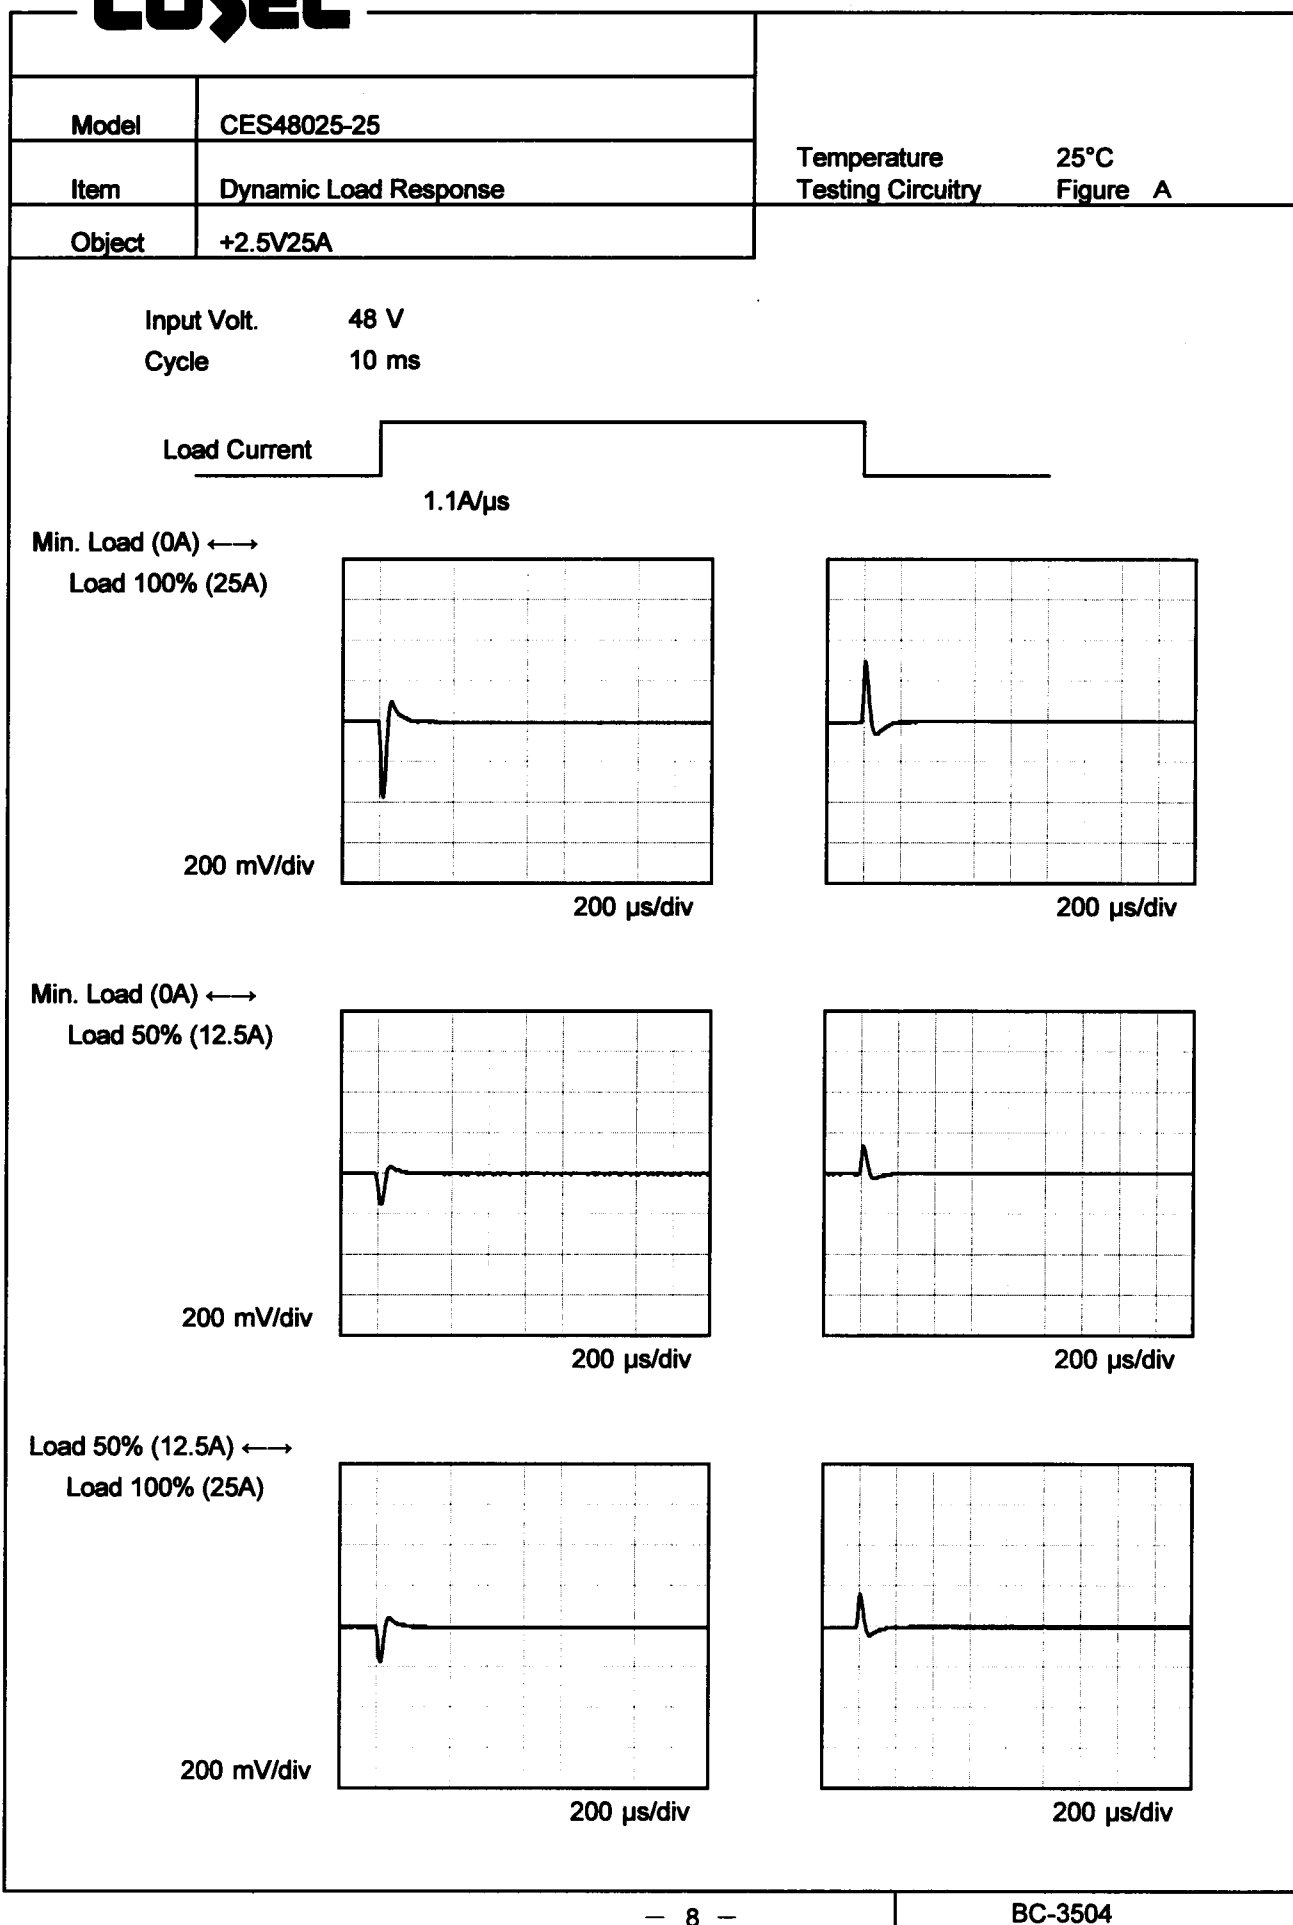 COSEL
Model CES48025-25
Temperature 25°C
Item Dynamic Load Response
Testing Circuitry Figure A
Object +2.5V25A
Input Volt. 48 V
Cycle 10 ms
Load Current
1.1A/µs
Min. Load (0A) ←→
Load 100% (25A)
200 mV/div
200 µs/div 200 µs/div
Min. Load (0A) ←→
Load 50% (12.5A)
200 mV/div
200 µs/div 200 µs/div
Load 50% (12.5A) ←→
Load 100% (25A)
200 mV/div
200 µs/div 200 µs/div
— 8 — BC-3504